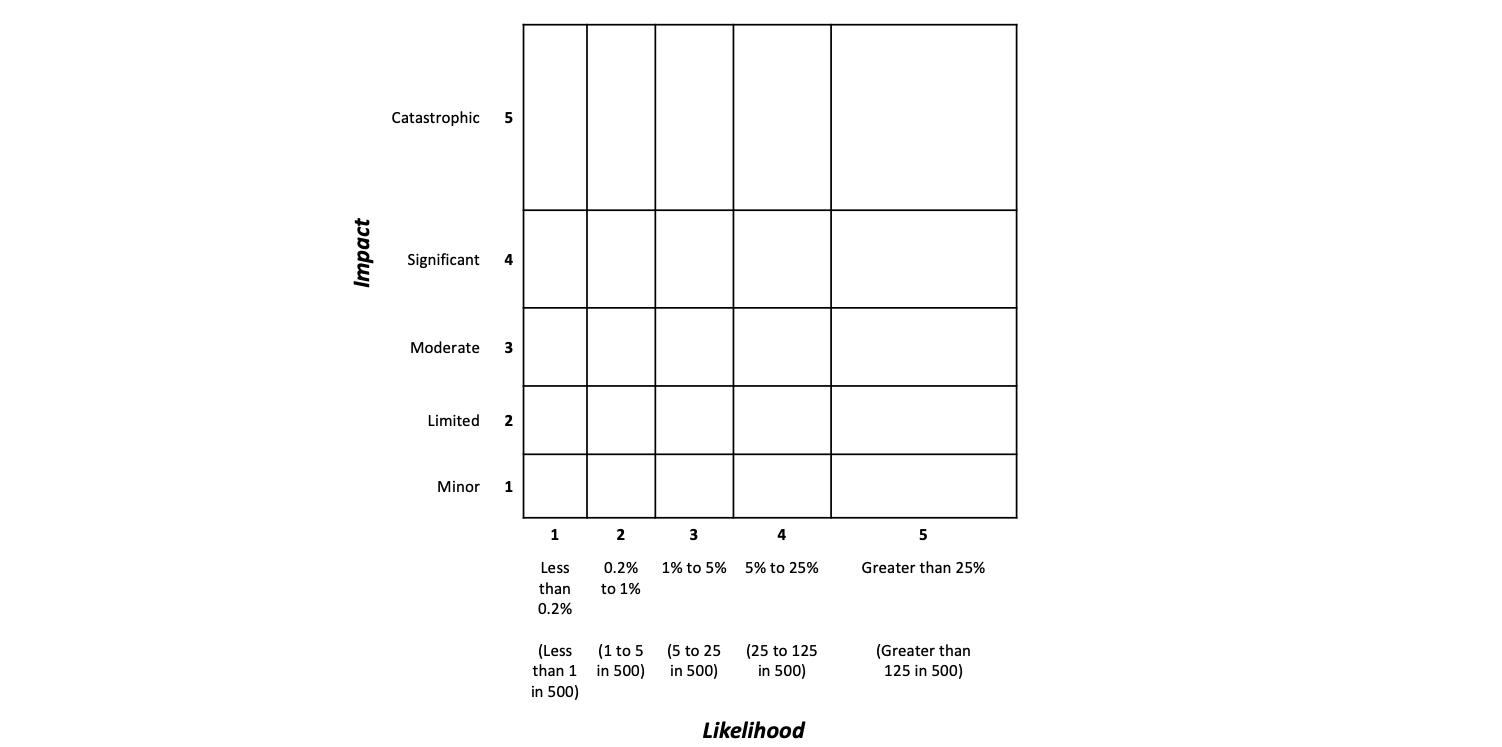 Impact
Catastrophic 5
Significant 4
Moderate 3
Limited 2
Minor 1
1 2 3 4 5
Less
than
0.2%
0.2%
to 1%
1% to 5%
5% to 25%
Greater than 25%
(Less
than 1
in 500)
(1 to 5
in 500)
(5 to 25
in 500)
(25 to 125
in 500)
(Greater than
125 in 500)
Likelihood